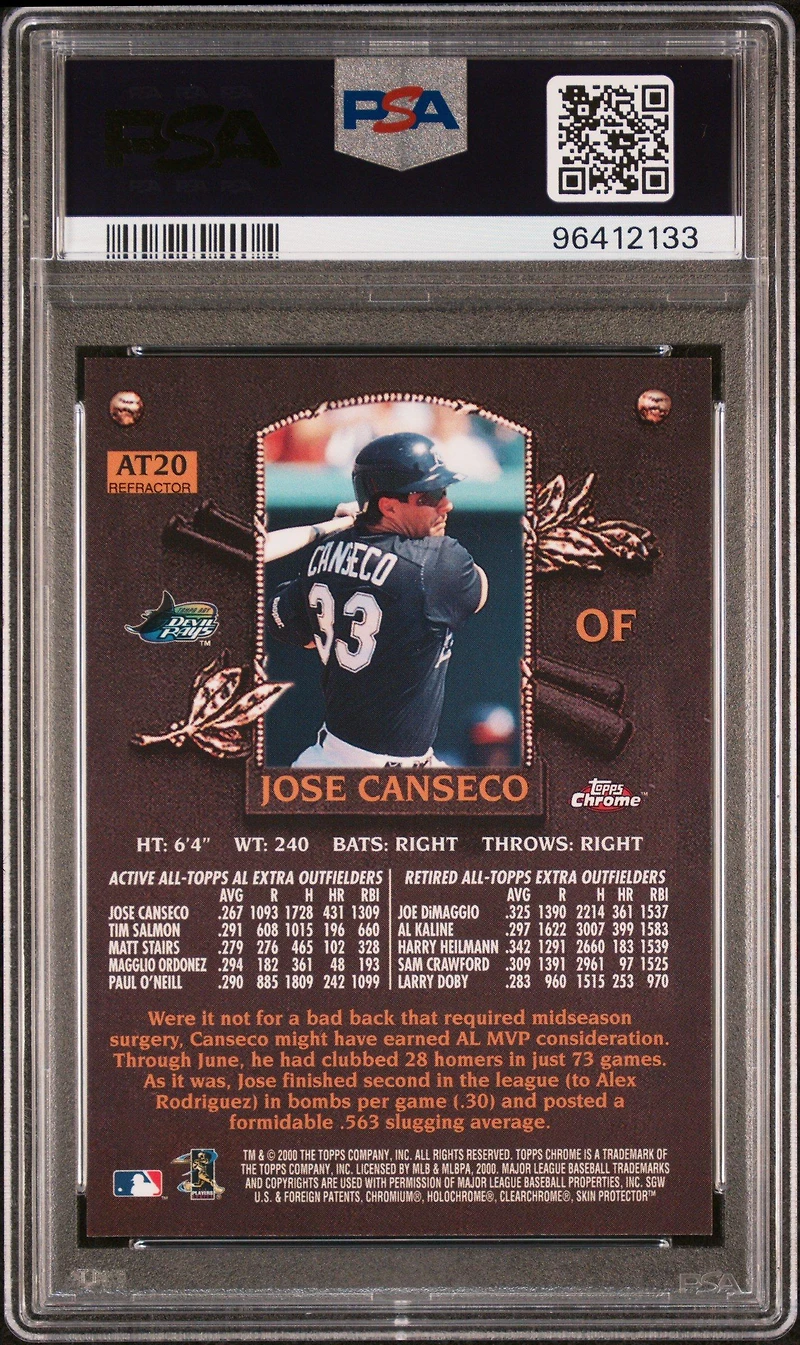 PSA
PSA
96412133
AT20
REFRACTOR
CANSECO
33
TAMPA BAY
DEVIL
RAYS
TM
OF
JOSE CANSECO
TOPPS
Chrome™
HT: 6'4" WT: 240 BATS: RIGHT THROWS: RIGHT
ACTIVE ALL-TOPPS AL EXTRA OUTFIELDERS
AVG R H HR RBI
JOSE CANSECO .267 1093 1728 431 1309
TIM SALMON .291 608 1015 196 660
MATT STAIRS .279 276 465 102 328
MAGGLIO ORDONEZ .294 182 361 48 193
PAUL O'NEILL .290 885 1809 242 1099
RETIRED ALL-TOPPS EXTRA OUTFIELDERS
AVG R H HR RBI
JOE DiMAGGIO .325 1390 2214 361 1537
AL KALINE .297 1622 3007 399 1583
HARRY HEILMANN .342 1291 2660 183 1539
SAM CRAWFORD .309 1391 2961 97 1525
LARRY DOBY .283 960 1515 253 970
Were it not for a bad back that required midseason
surgery, Canseco might have earned AL MVP consideration.
Through June, he had clubbed 28 homers in just 73 games.
As it was, Jose finished second in the league (to Alex
Rodriguez) in bombs per game (.30) and posted a
formidable .563 slugging average.
TM & © 2000 THE TOPPS COMPANY, INC. ALL RIGHTS RESERVED. TOPPS CHROME IS A TRADEMARK OF
THE TOPPS COMPANY, INC. LICENSED BY MLB & MLBPA, 2000. MAJOR LEAGUE BASEBALL TRADEMARKS
AND COPYRIGHTS ARE USED WITH PERMISSION OF MAJOR LEAGUE BASEBALL PROPERTIES, INC. SGW
U.S. & FOREIGN PATENTS, CHROMIUM®, HOLOCHROME®, CLEARCHROME®, SKIN PROTECTOR™
PLAYERS
PSA